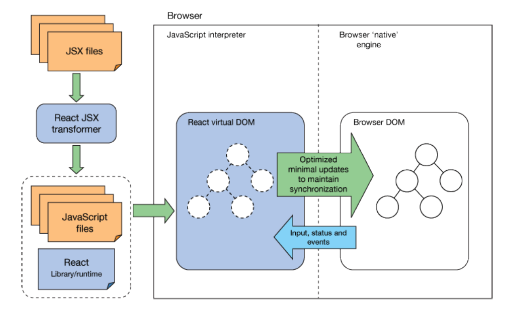 Browser
JSX files
JavaScript interpreter
Browser 'native'
engine
React JSX
transformer
React virtual DOM
Browser DOM
Optimized
minimal updates
to maintain
synchronization
JavaScript
files
Input, status and
events
React
Library/runtime